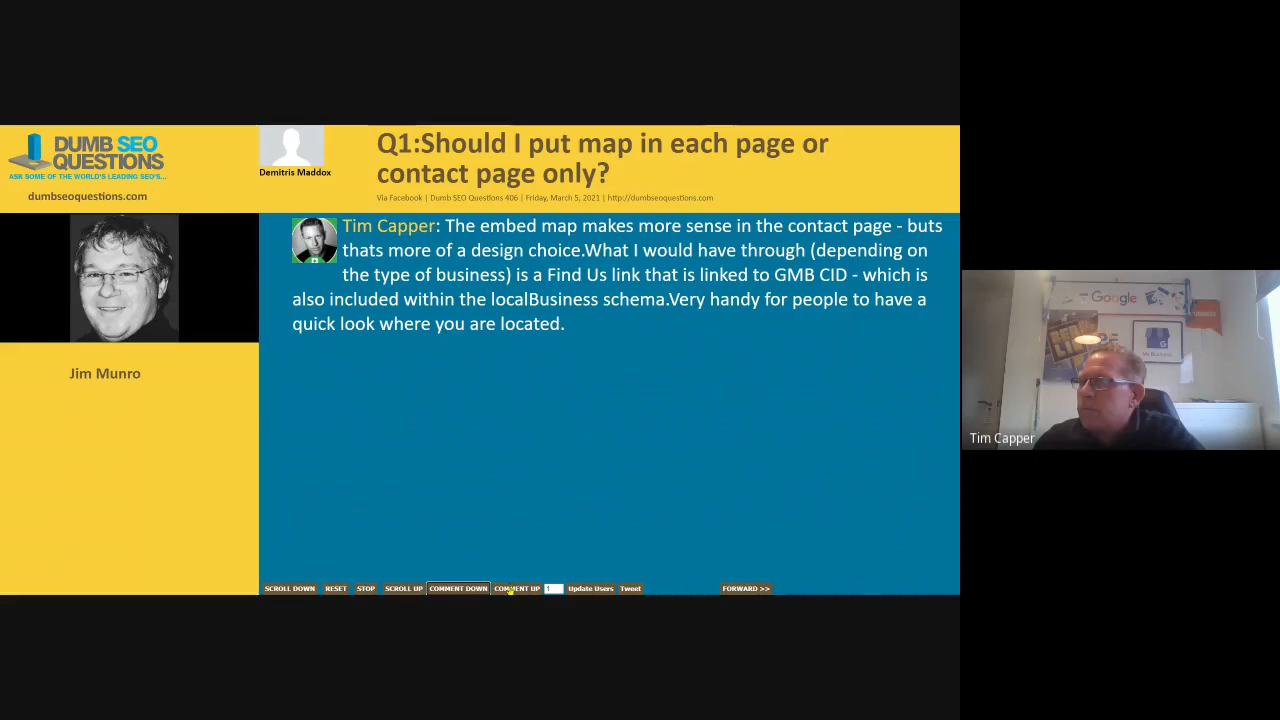 DUMB SEO
QUESTIONS
ASK SOME OF THE WORLD'S LEADING SEO'S...
dumbseoquestions.com
Demitris Maddox
Q1:Should I put map in each page or
contact page only?
Via Facebook | Dumb SEO Questions 406 | Friday, March 5, 2021 | http://dumbseoquestions.com
Jim Munro
Tim Capper: The embed map makes more sense in the contact page - buts
thats more of a design choice.What I would have through (depending on
the type of business) is a Find Us link that is linked to GMB CID - which is
also included within the localBusiness schema.Very handy for people to have a
quick look where you are located.
SCROLL DOWN RESET STOP SCROLL UP COMMENT DOWN COMMENT UP 1 Update Users Tweet FORWARD >>
Google
My Business
Tim Capper